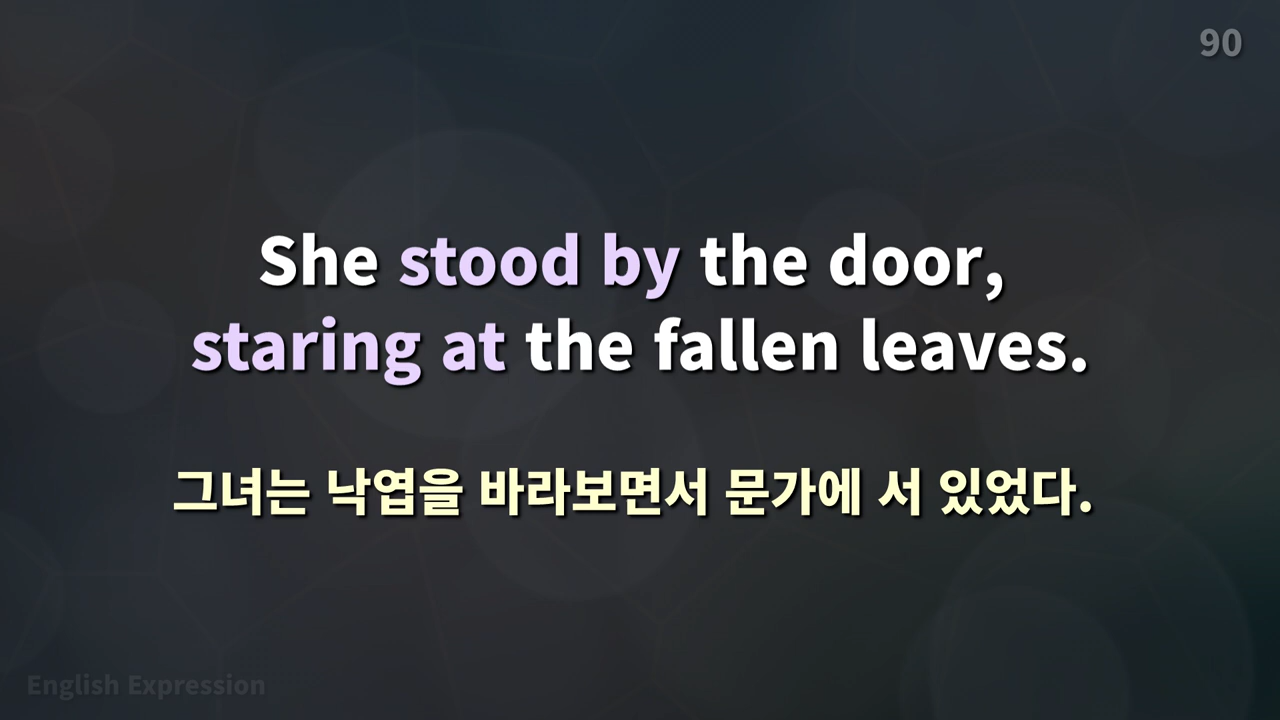 90
She stood by the door,
staring at the fallen leaves.
그녀는 낙엽을 바라보면서 문가에 서 있었다.
English Expression